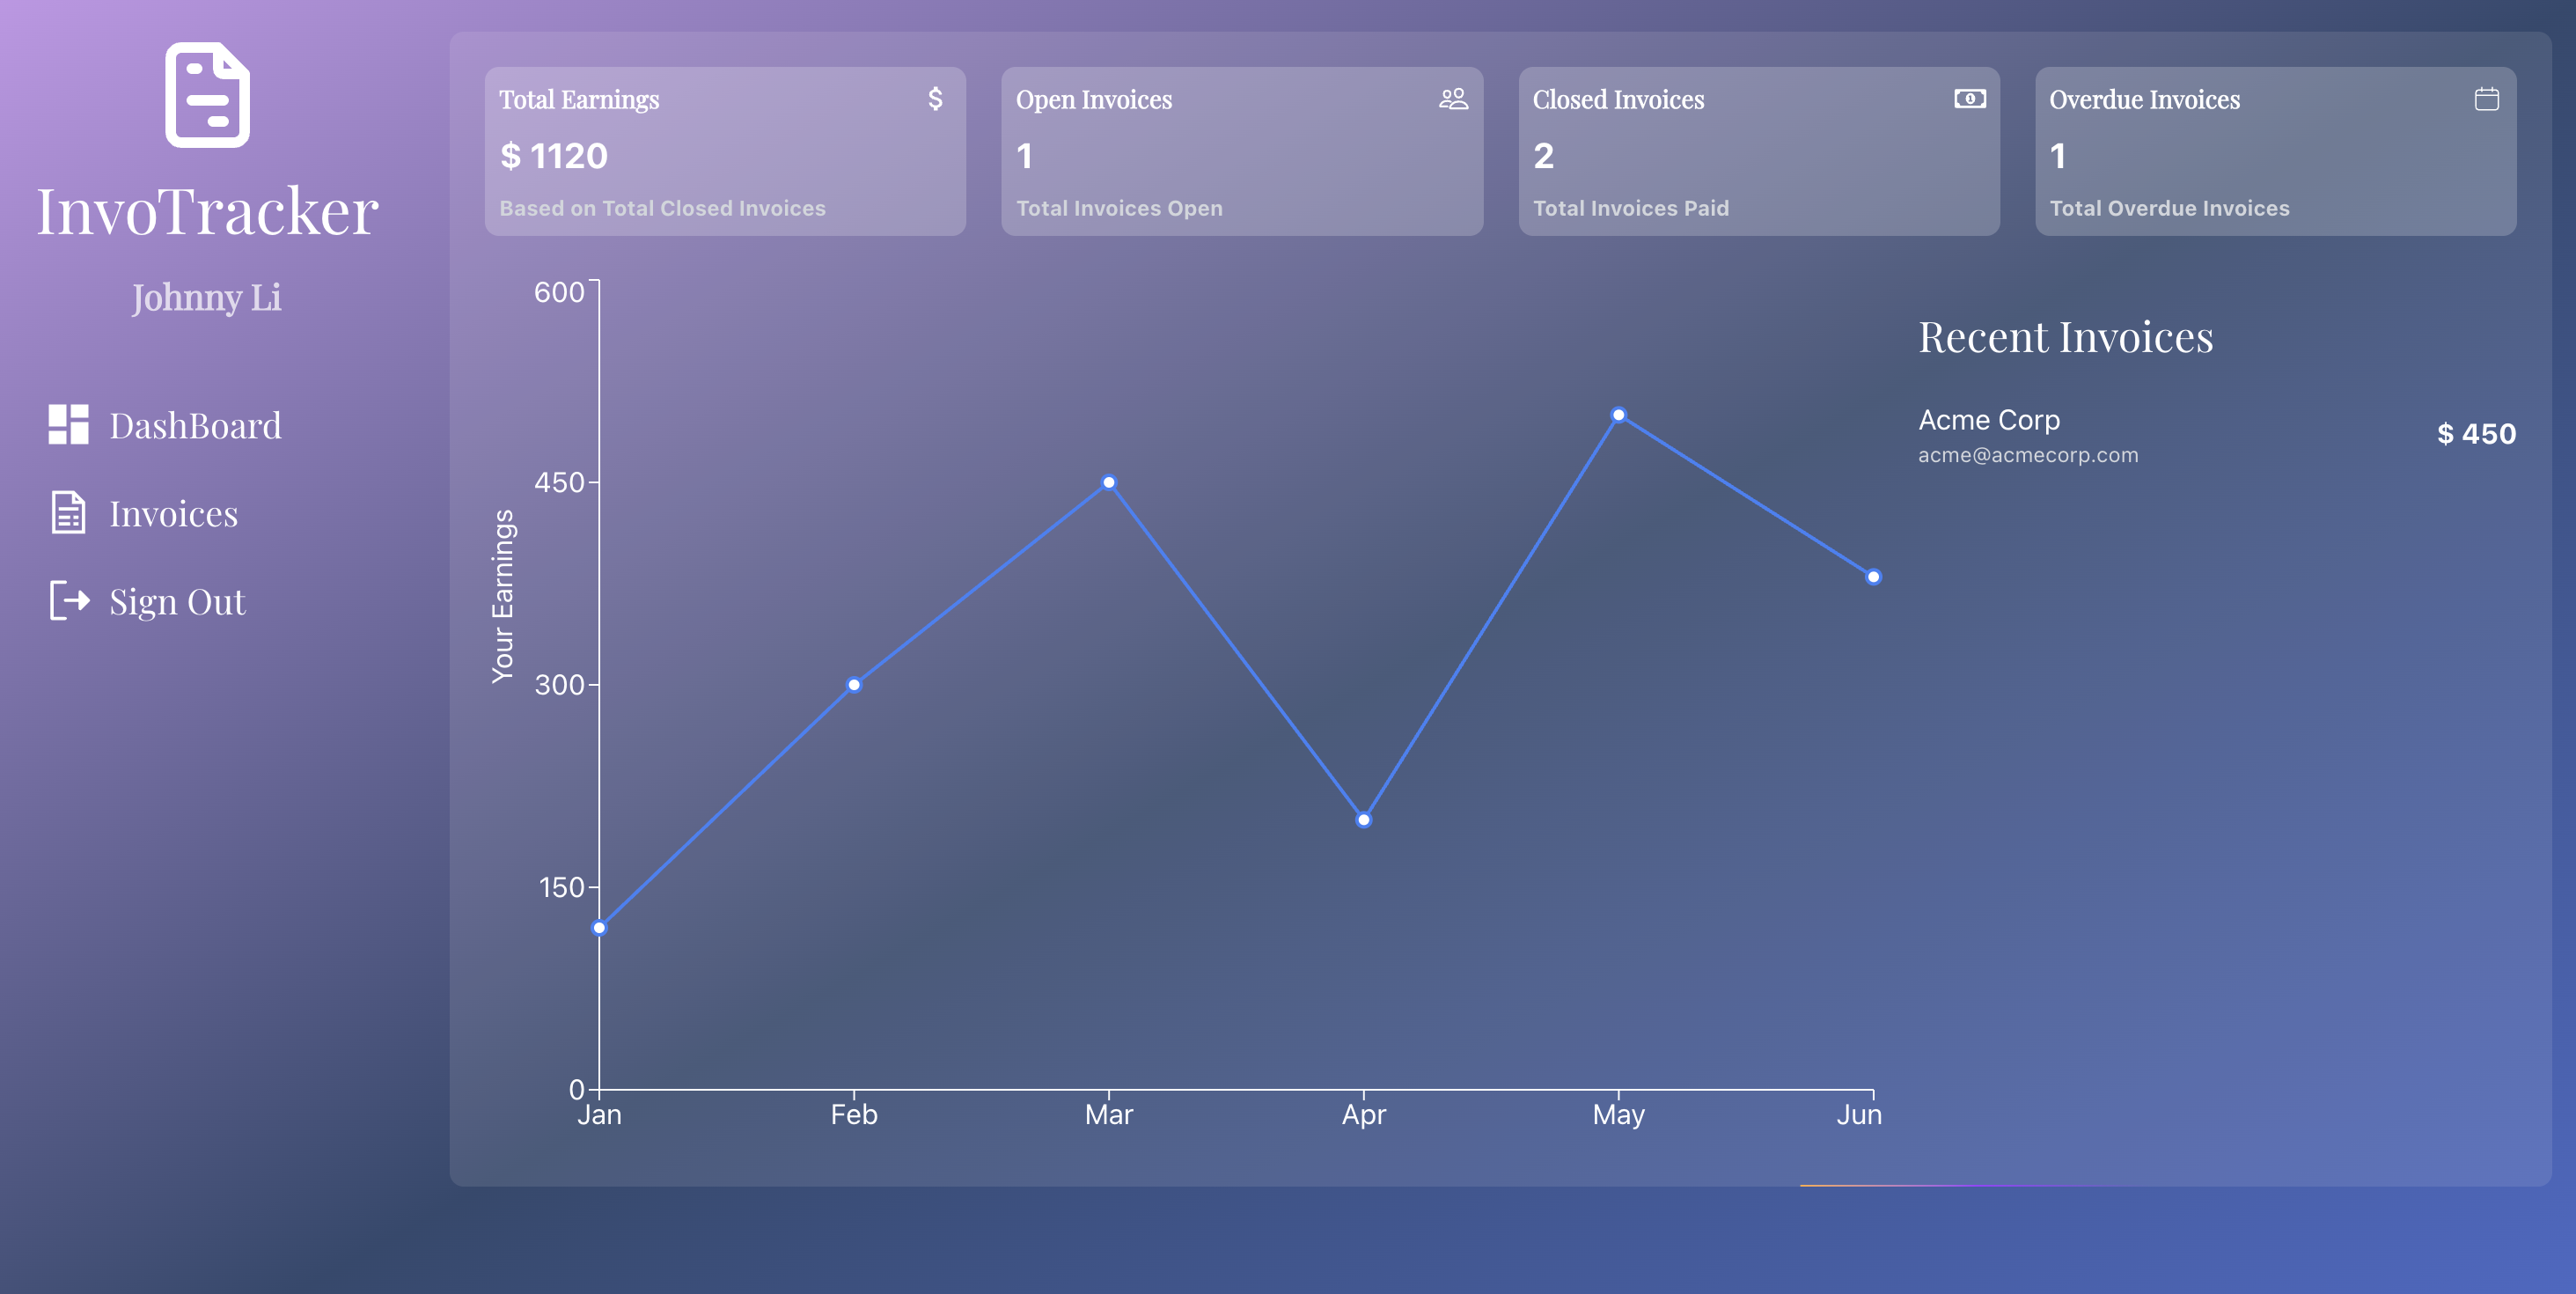 InvoTracker
Johnny Li
DashBoard
Invoices
Sign Out
Total Earnings
$ 1120
Based on Total Closed Invoices
Open Invoices
1
Total Invoices Open
Closed Invoices
2
Total Invoices Paid
Overdue Invoices
1
Total Overdue Invoices
Your Earnings
600
450
300
150
0
Jan Feb Mar Apr May Jun
Recent Invoices
Acme Corp
acme@acmecorp.com
$ 450